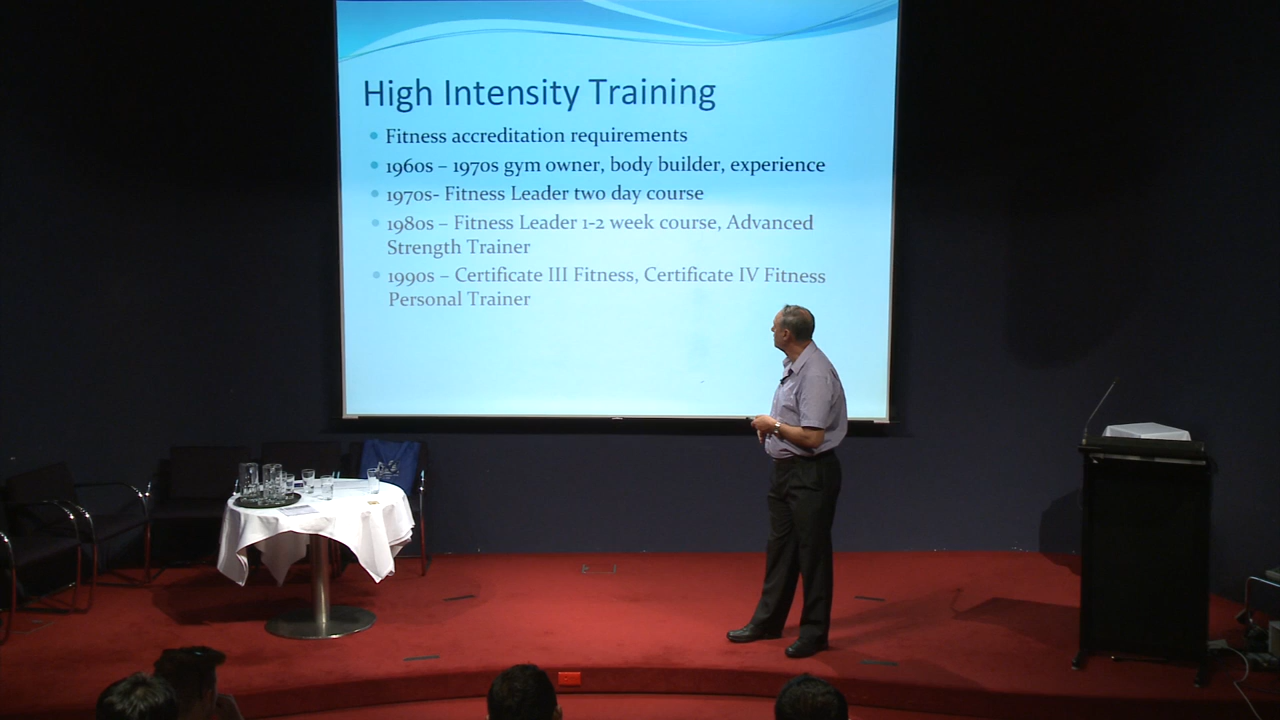 High Intensity Training
Fitness accreditation requirements
1960s – 1970s gym owner, body builder, experience
1970s- Fitness Leader two day course
1980s – Fitness Leader 1-2 week course, Advanced
Strength Trainer
1990s – Certificate III Fitness, Certificate IV Fitness
Personal Trainer